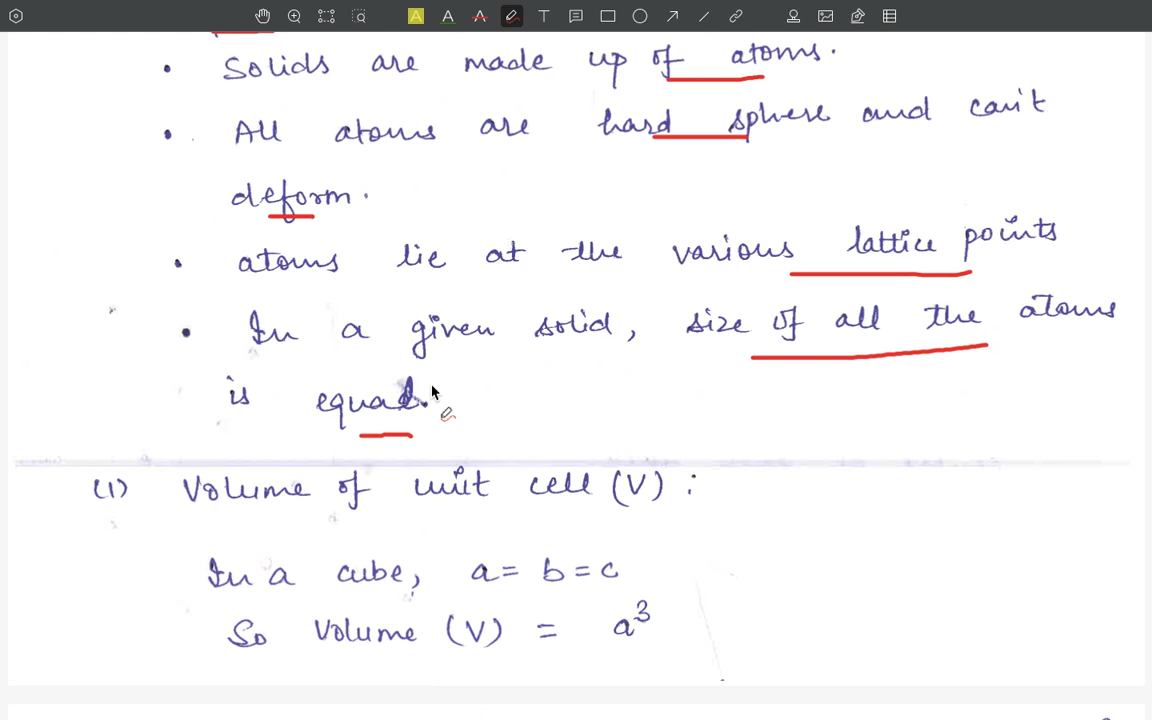 • Solids are made up of atoms.
• All atoms are hard sphere and can't
deform.
• atoms lie at the various lattice points
• In a given solid, size of all the atoms
is equal.
(1) Volume of unit cell (V) :
In a cube, a = b = c
So Volume (V) = a³